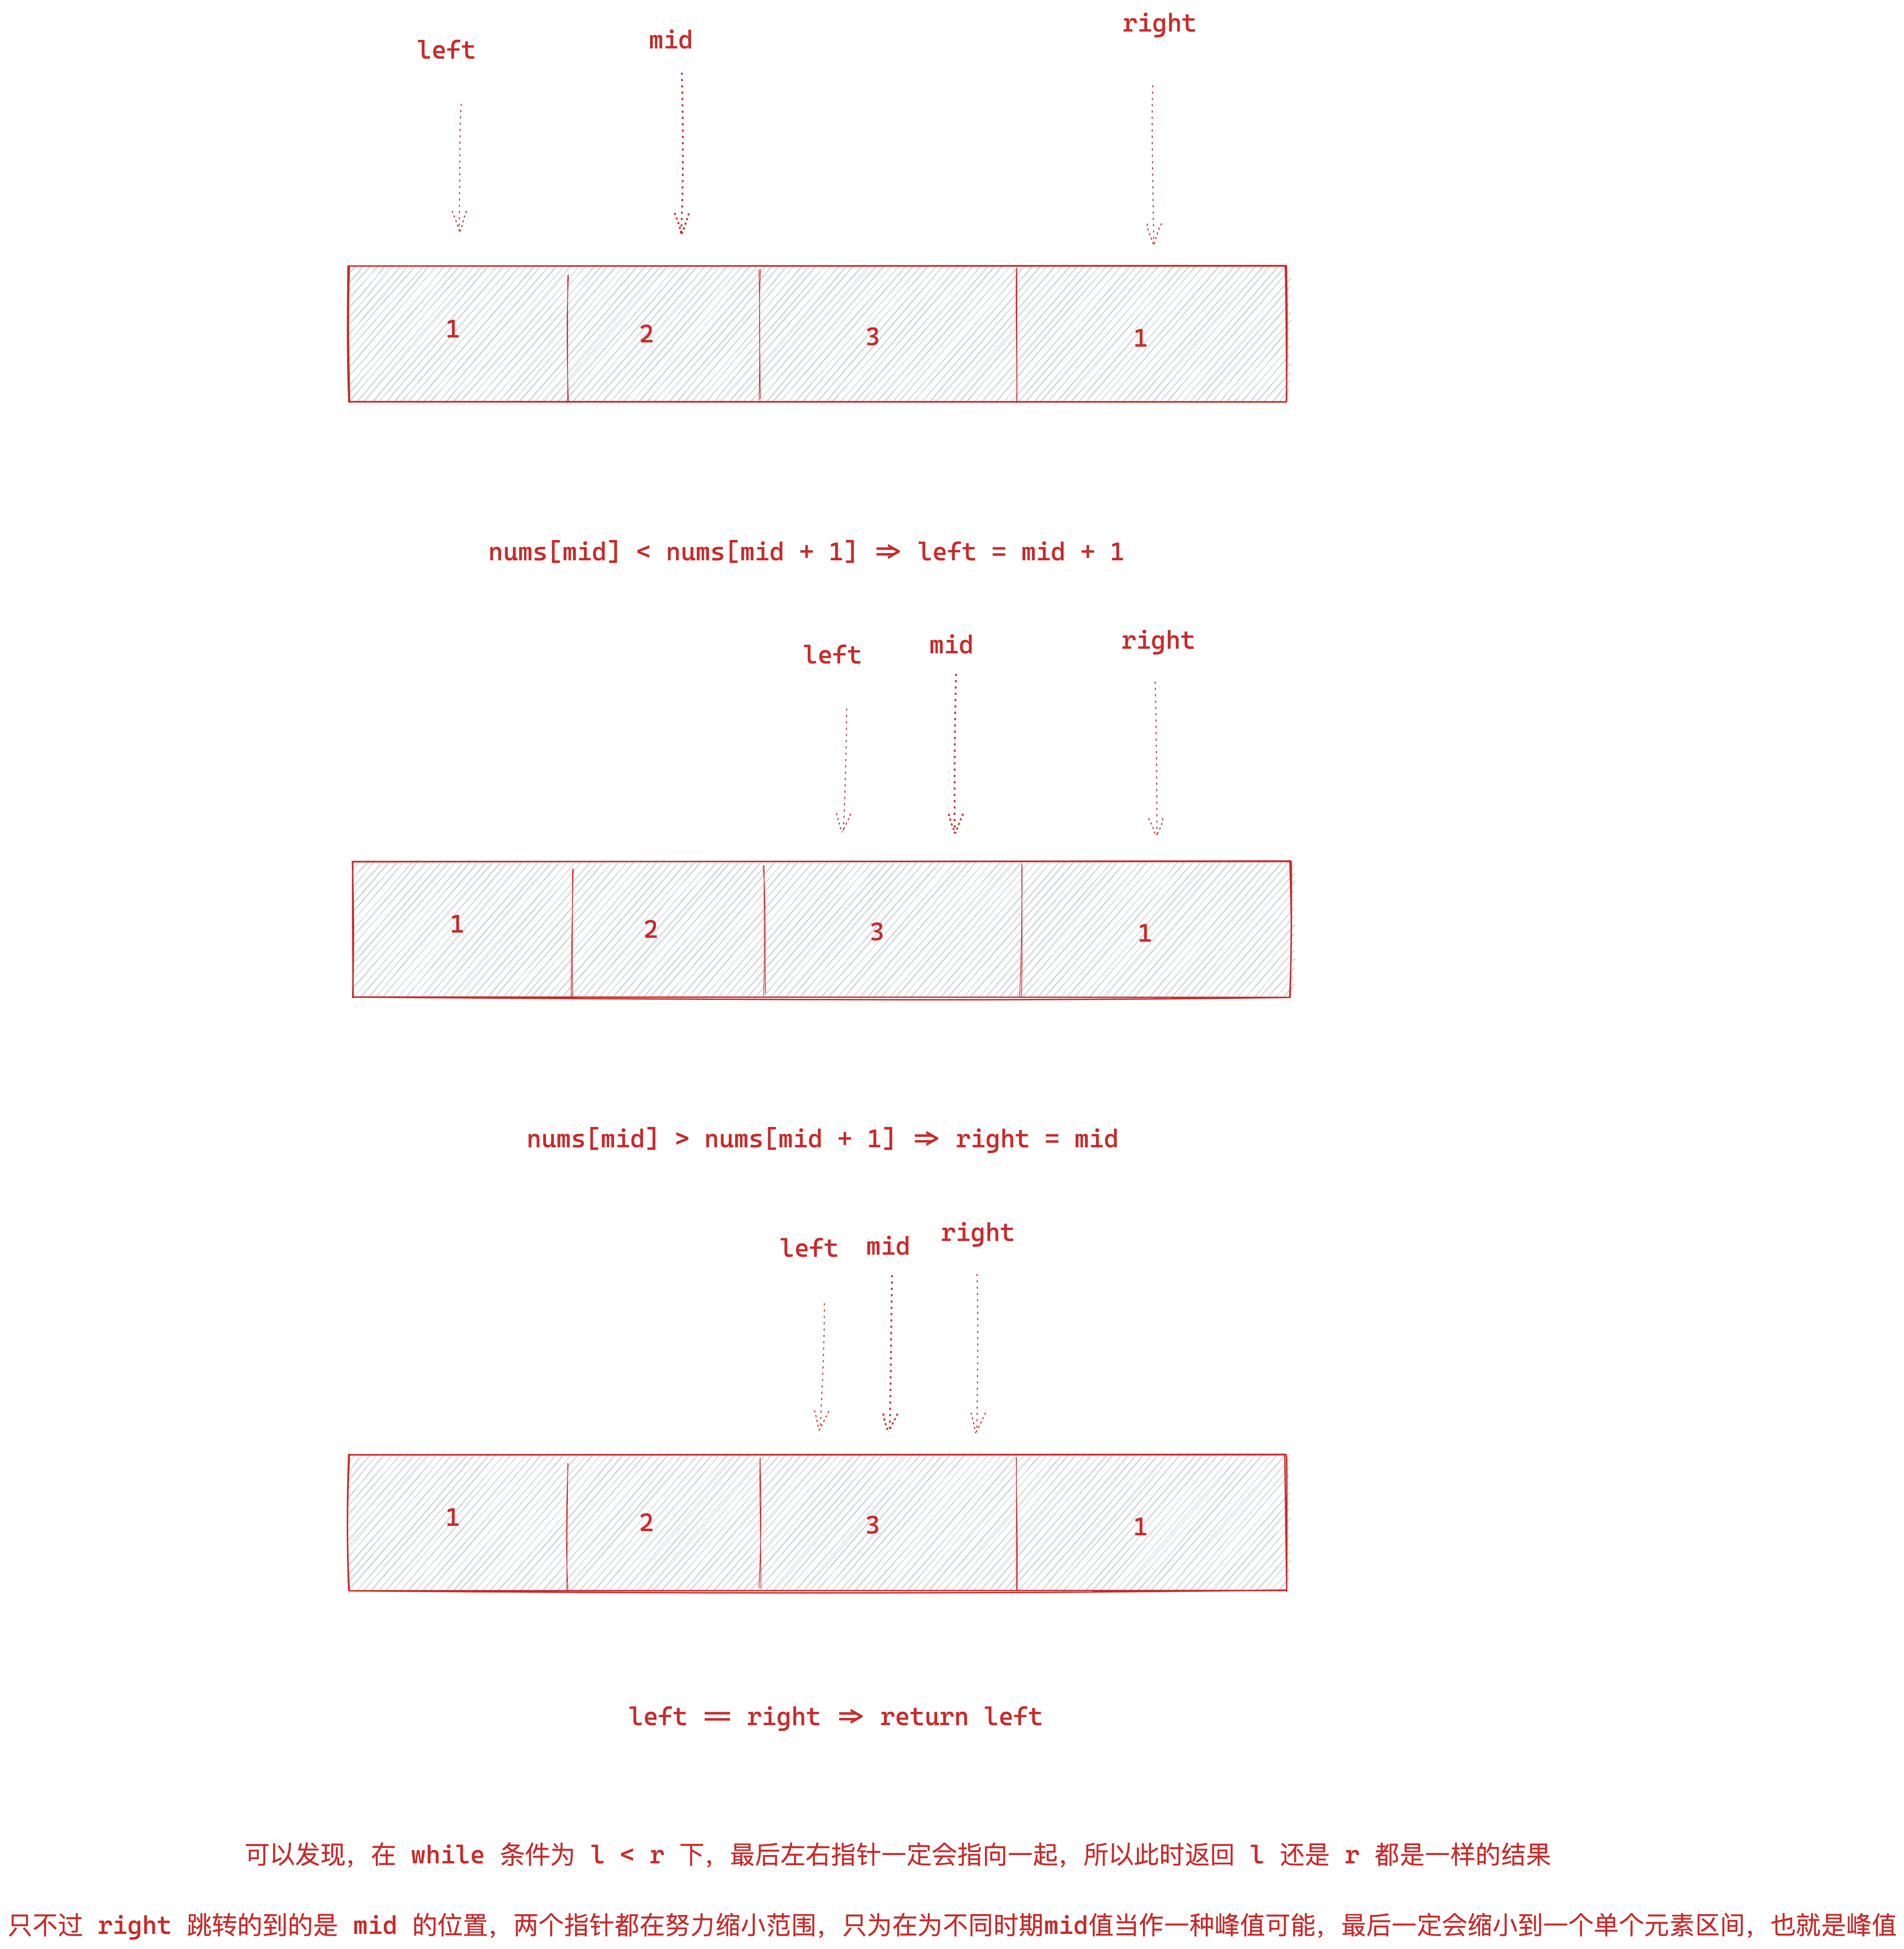 left mid right
1 2 3 1
nums[mid] < nums[mid + 1] => left = mid + 1
left mid right
1 2 3 1
nums[mid] > nums[mid + 1] => right = mid
left mid right
1 2 3 1
left == right => return left
可以发现，在 while 条件为 l < r 下，最后左右指针一定会指向一起，所以此时返回 l 还是 r 都是一样的结果
只不过 right 跳转的到的是 mid 的位置，两个指针都在努力缩小范围，只为在为不同时期mid值当作一种峰值可能，最后一定会缩小到一个单个元素区间，也就是峰值